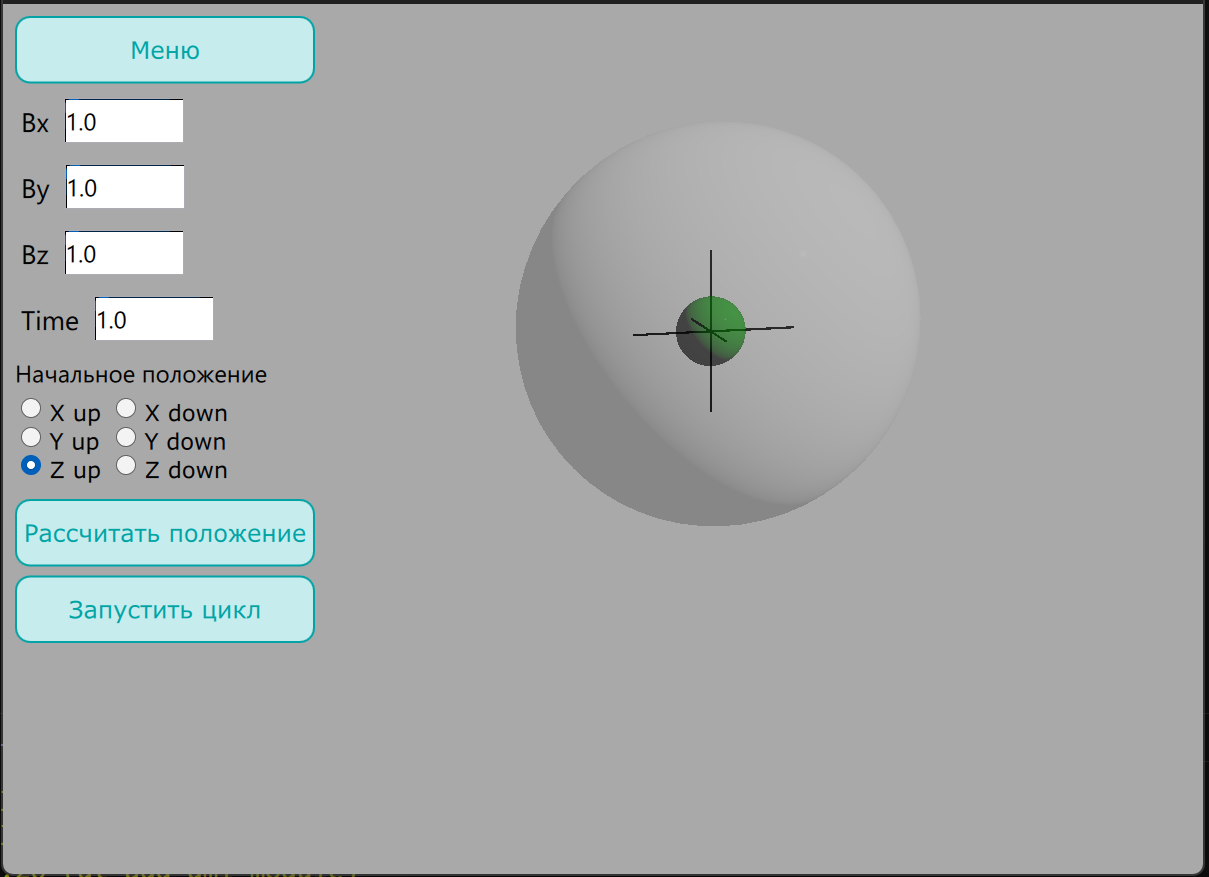 Меню
Bx 1.0
By 1.0
Bz 1.0
Time 1.0
Начальное положение
X up X down
Y up Y down
Z up Z down
Рассчитать положение
Запустить цикл